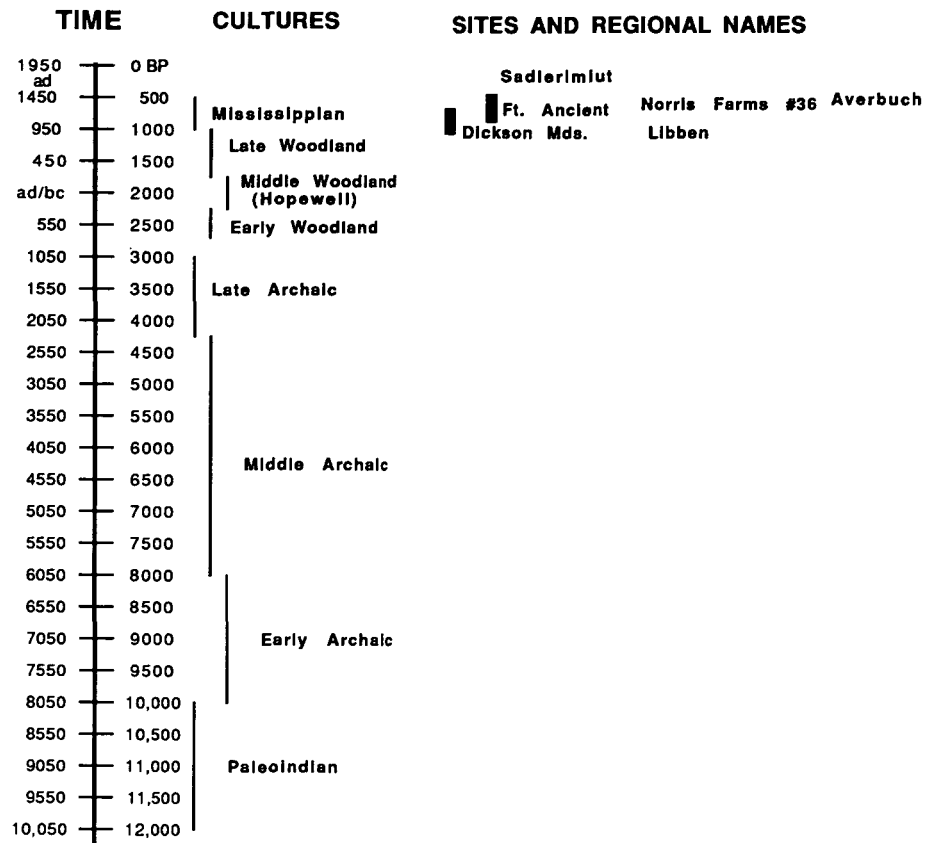 TIME CULTURES SITES AND REGIONAL NAMES
1950 0 BP
ad Sadlerimiut
1450 500 Ft. Ancient Norris Farms #36 Averbuch
Mississippian
950 1000 Dickson Mds. Libben
Late Woodland
450 1500
Middle Woodland
ad/bc 2000 (Hopewell)
550 2500 Early Woodland
1050 3000
1550 3500 Late Archaic
2050 4000
2550 4500
3050 5000
3550 5500
4050 6000
Middle Archaic
4550 6500
5050 7000
5550 7500
6050 8000
6550 8500
7050 9000 Early Archaic
7550 9500
8050 10,000
8550 10,500
9050 11,000 Paleoindian
9550 11,500
10,050 12,000